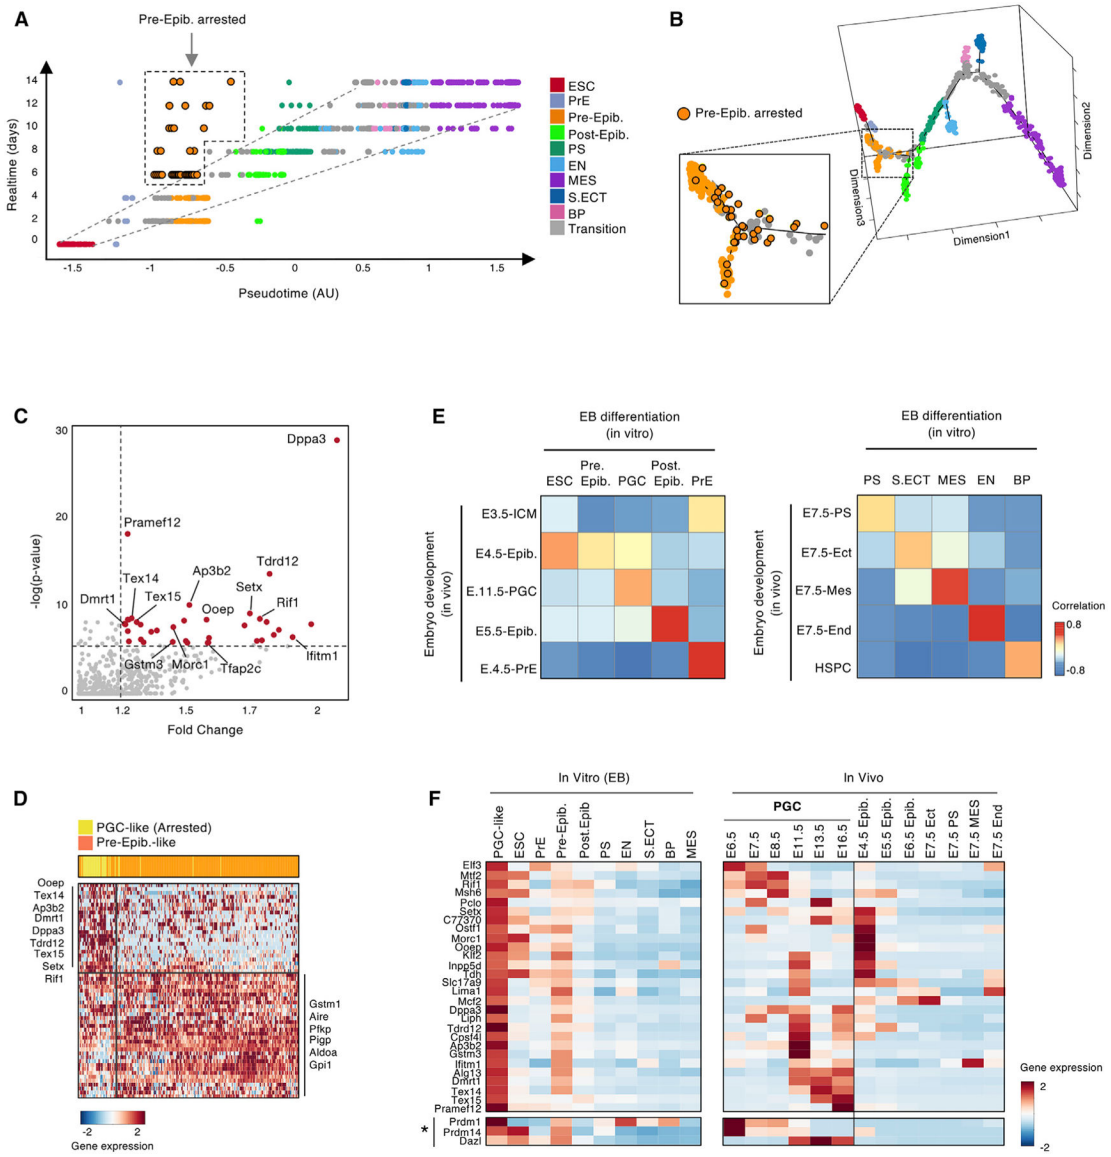 A
Pre-Epib. arrested
Realtime (days)
14
12
10
8
6
4
2
0
-1.5
-1
-0.5
0
0.5
1
1.5
Pseudotime (AU)
ESC
PrE
Pre-Epib.
Post-Epib.
PS
EN
MES
S.ECT
BP
Transition
B
Pre-Epib. arrested
Dimension1
Dimension2
Dimension3
C
-log(p-value)
30
20
10
0
Dppa3
Pramef12
Tdrd12
Ap3b2
Tex14
Setx
Dmrt1
Tex15
Ooep
Rif1
Gstm3
Morc1
Tfap2c
Ifitm1
1
1.2
1.5
1.7
2
Fold Change
E
EB differentiation
(in vitro)
ESC
Pre.
Epib.
PGC
Post.
Epib.
PrE
Embryo development
(in vivo)
E3.5-ICM
E4.5-Epib.
E.11.5-PGC
E5.5-Epib.
E.4.5-PrE
EB differentiation
(in vitro)
PS
S.ECT
MES
EN
BP
Embryo development
(in vivo)
E7.5-PS
E7.5-Ect
E7.5-Mes
E7.5-End
HSPC
Correlation
0.8
-0.8
D
PGC-like (Arrested)
Pre-Epib.-like
Ooep
Tex14
Ap3b2
Dmrt1
Dppa3
Tdrd12
Tex15
Setx
Rif1
Gstm1
Aire
Pfkp
Pigp
Aldoa
Gpi1
-2
2
Gene expression
F
In Vitro (EB)
PGC-like
ESC
PrE
Pre-Epib.
Post.Epib
PS
EN
S.ECT
BP
MES
In Vivo
PGC
E6.5
E7.5
E8.5
E11.5
E13.5
E16.5
E4.5 Epib.
E5.5 Epib.
E6.5 Epib.
E7.5 Ect
E7.5 PS
E7.5 MES
E7.5 End
Elf3
Mtf2
Rif1
Msh6
Pclo
Setx
C77370
Ostf1
Morc1
Ooep
Klf2
Inpp5d
Tdh
Slc17a9
Lima1
Mcf2
Dppa3
Liph
Tdrd12
Cpsf4l
Ap3b2
Gstm3
Ifitm1
Alg13
Dmrt1
Tex14
Tex15
Pramef12
*
Prdm1
Prdm14
Dazl
Gene expression
2
-2